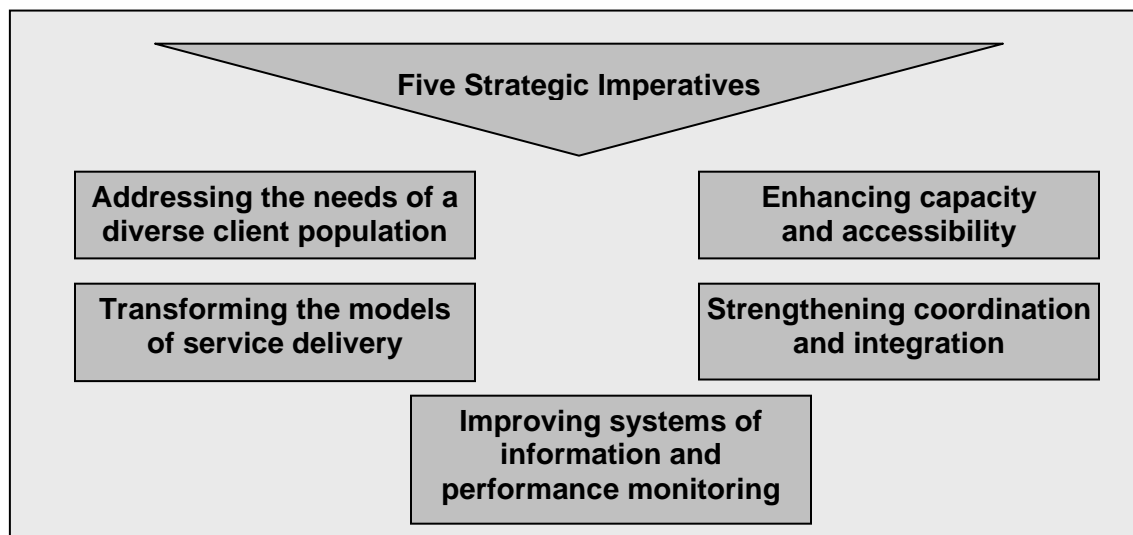 Five Strategic Imperatives
Addressing the needs of a
diverse client population
Enhancing capacity
and accessibility
Transforming the models
of service delivery
Strengthening coordination
and integration
Improving systems of
information and
performance monitoring